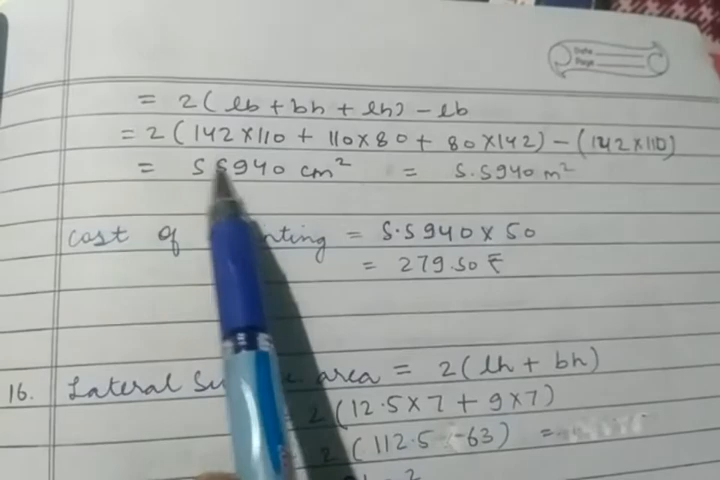 Date
Page
= 2(lb + bh + lh) - lb
= 2(142×110 + 110×80 + 80×142) - (142×110)
= 55940 cm² = 5.5940 m²
Cost of nting = 5.5940 × 50
= 279.50 ₹
16. Lateral Su area = 2(lh + bh)
2(12.5×7 + 9×7)
2(112.5 63) =